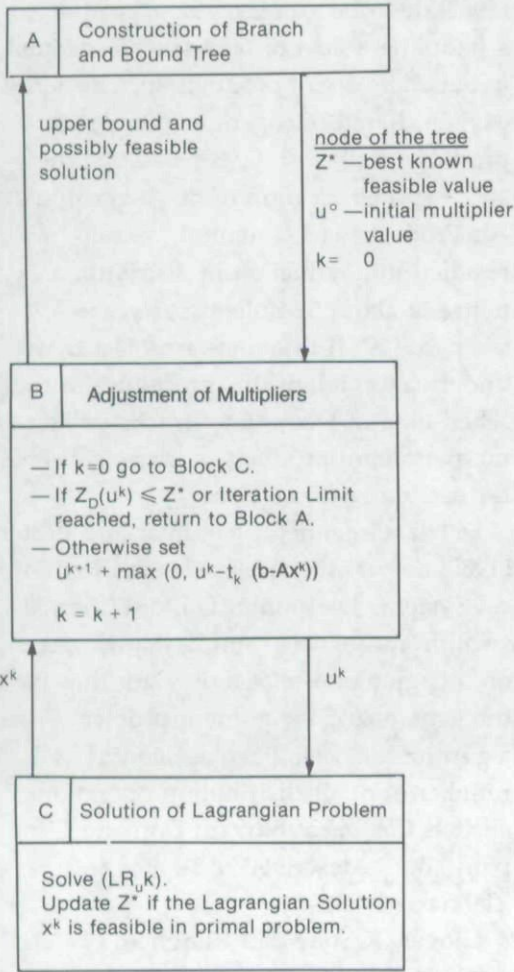 A Construction of Branch
and Bound Tree
upper bound and
possibly feasible
solution
node of the tree
Z* — best known
feasible value
u° — initial multiplier
value
k = 0
B Adjustment of Multipliers
— If k=0 go to Block C.
— If Z_D(u^k) ⩽ Z* or Iteration Limit
reached, return to Block A.
— Otherwise set
u^k+1 = max (0, u^k–t_k (b-Ax^k))
k = k + 1
x^k
u^k
C Solution of Lagrangian Problem
Solve (LR_u k).
Update Z* if the Lagrangian Solution
x^k is feasible in primal problem.